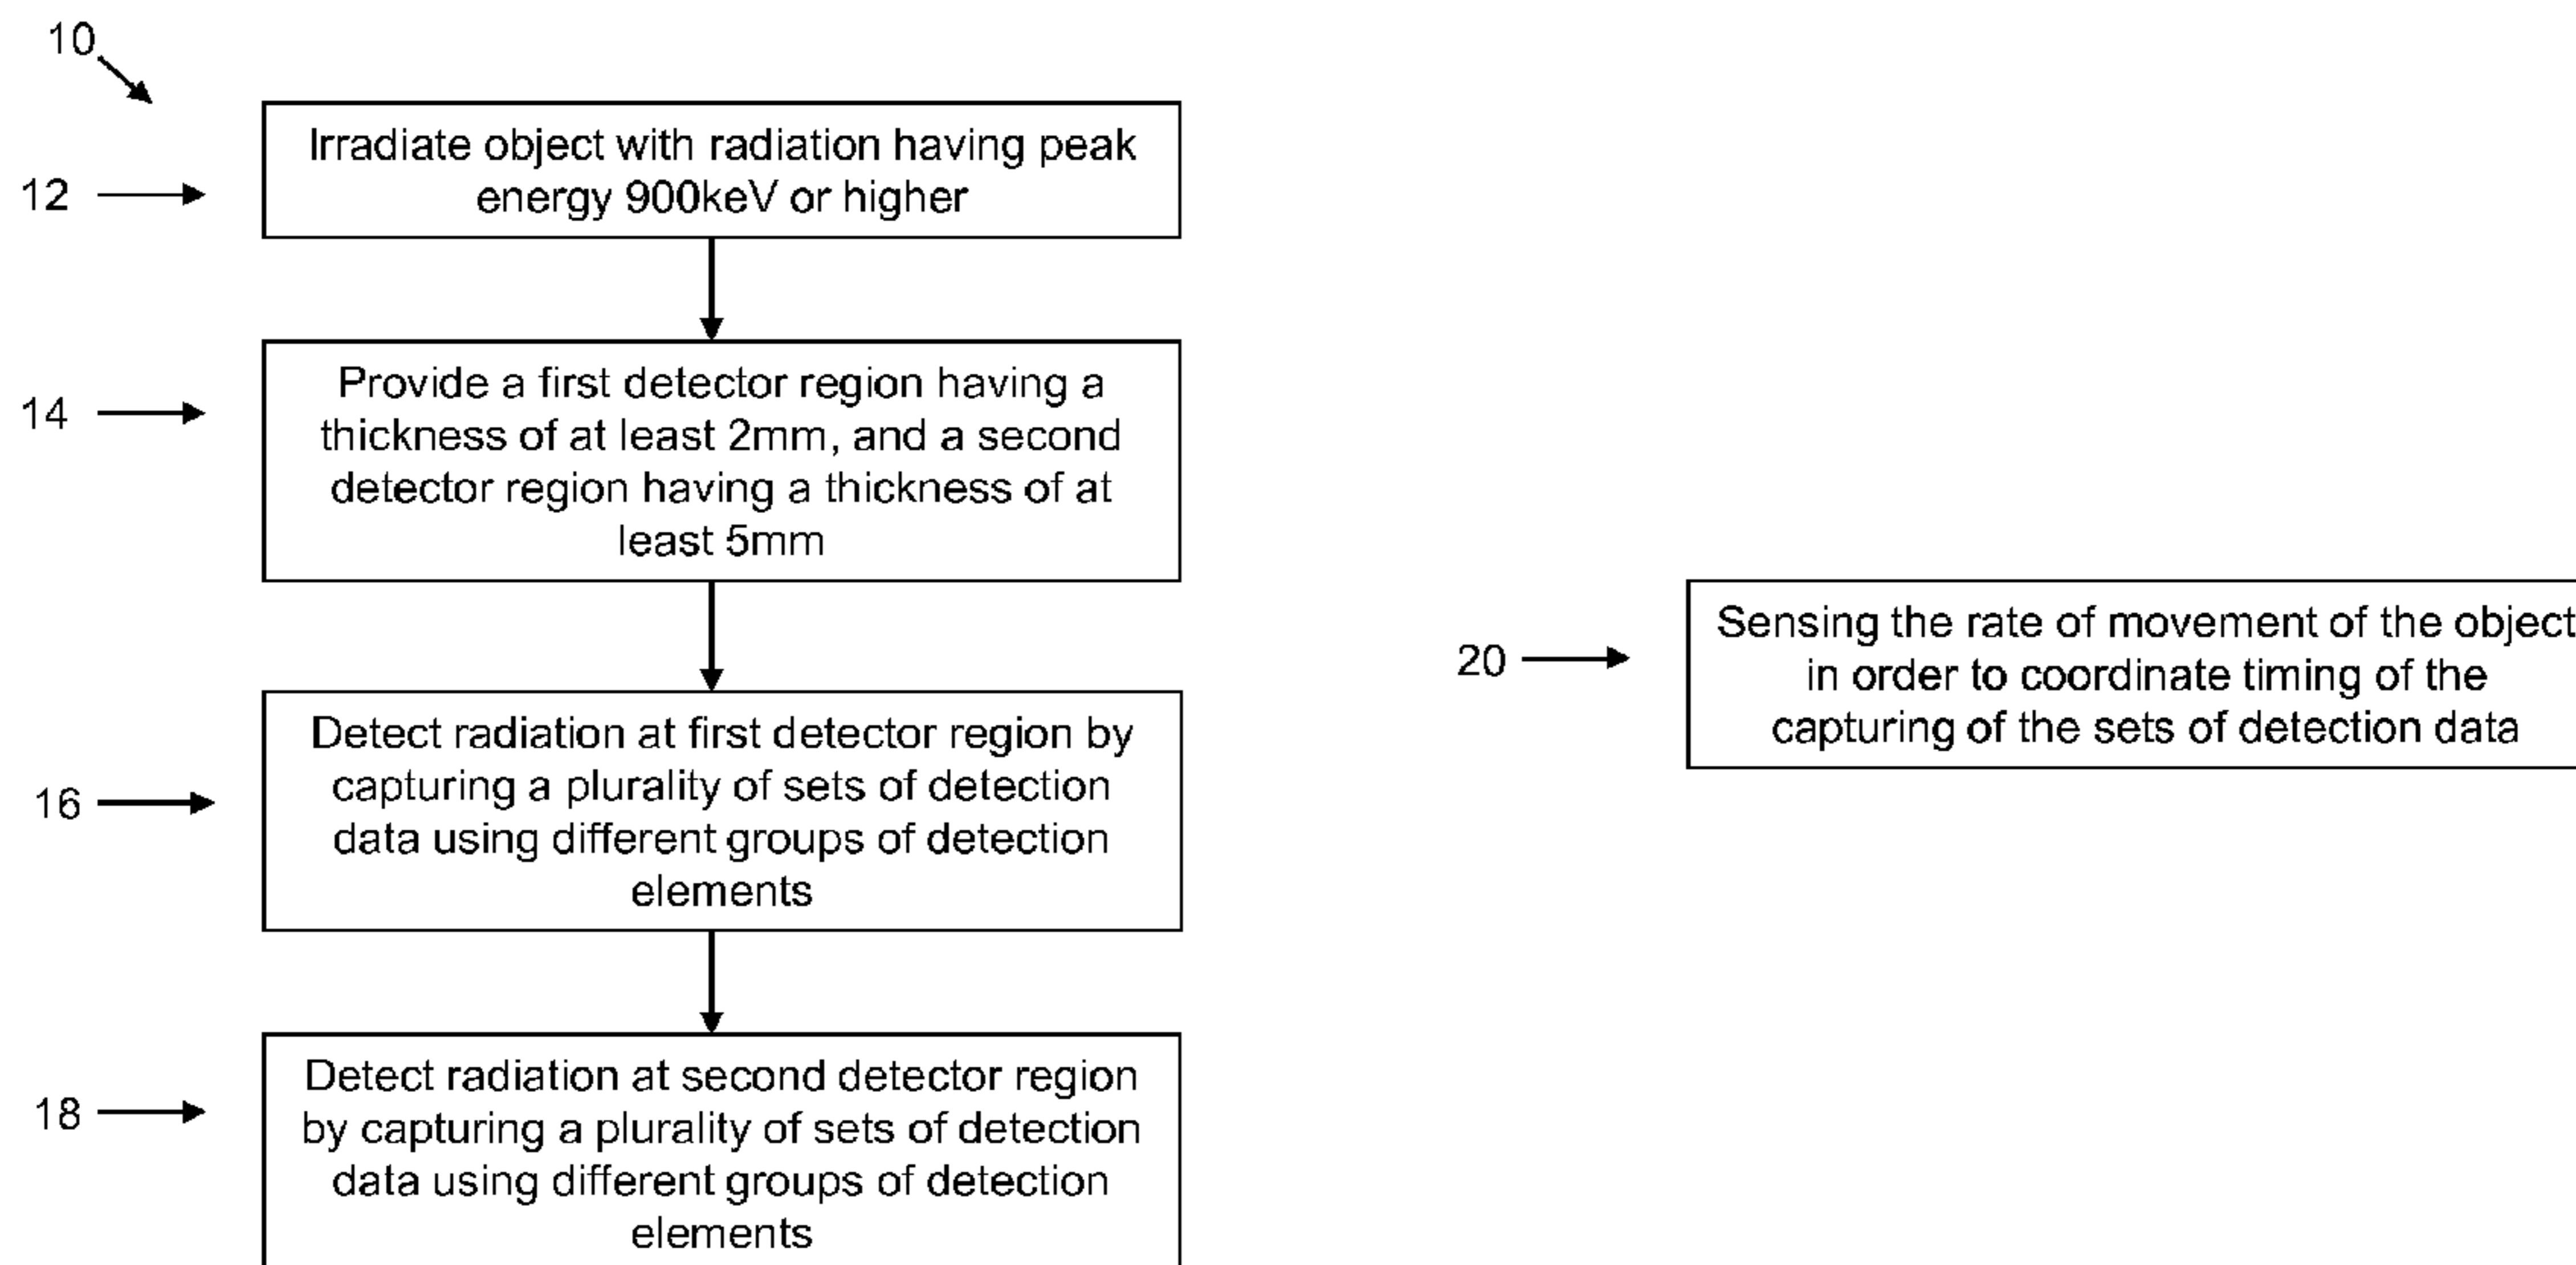 10
12
Irradiate object with radiation having peak
energy 900keV or higher
14
Provide a first detector region having a
thickness of at least 2mm, and a second
detector region having a thickness of at
least 5mm
16
Detect radiation at first detector region by
capturing a plurality of sets of detection
data using different groups of detection
elements
18
Detect radiation at second detector region
by capturing a plurality of sets of detection
data using different groups of detection
elements
20
Sensing the rate of movement of the object
in order to coordinate timing of the
capturing of the sets of detection data